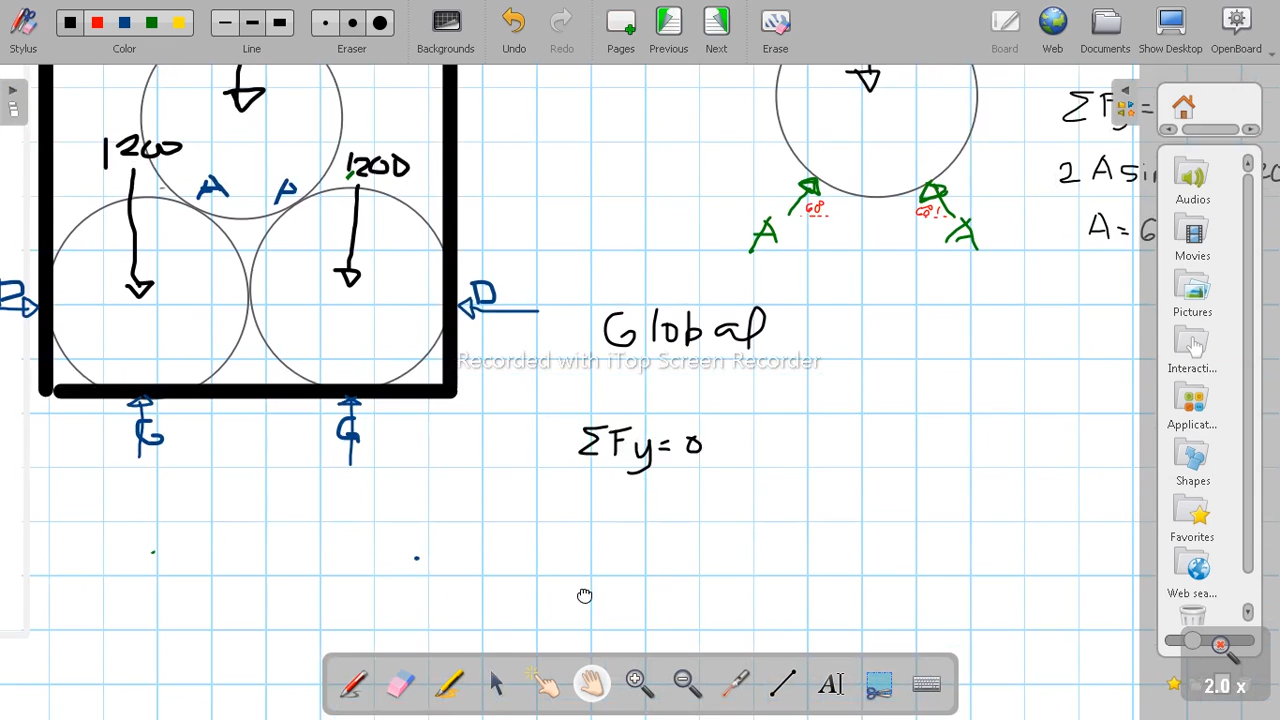 Stylus
Color
Line
Eraser
Backgrounds
Undo
Redo
Pages
Previous
Next
Erase
Board
Web
Documents
Show Desktop
OpenBoard
1200
1200
A
A
D
G
G
60
60°
A
A
ΣFy=
2 A sin
A= 6
Global
Recorded with iTop Screen Recorder
ΣFy=0
Audios
Movies
Pictures
Interacti...
Applicat...
Shapes
Favorites
Web sea...
2.0 x